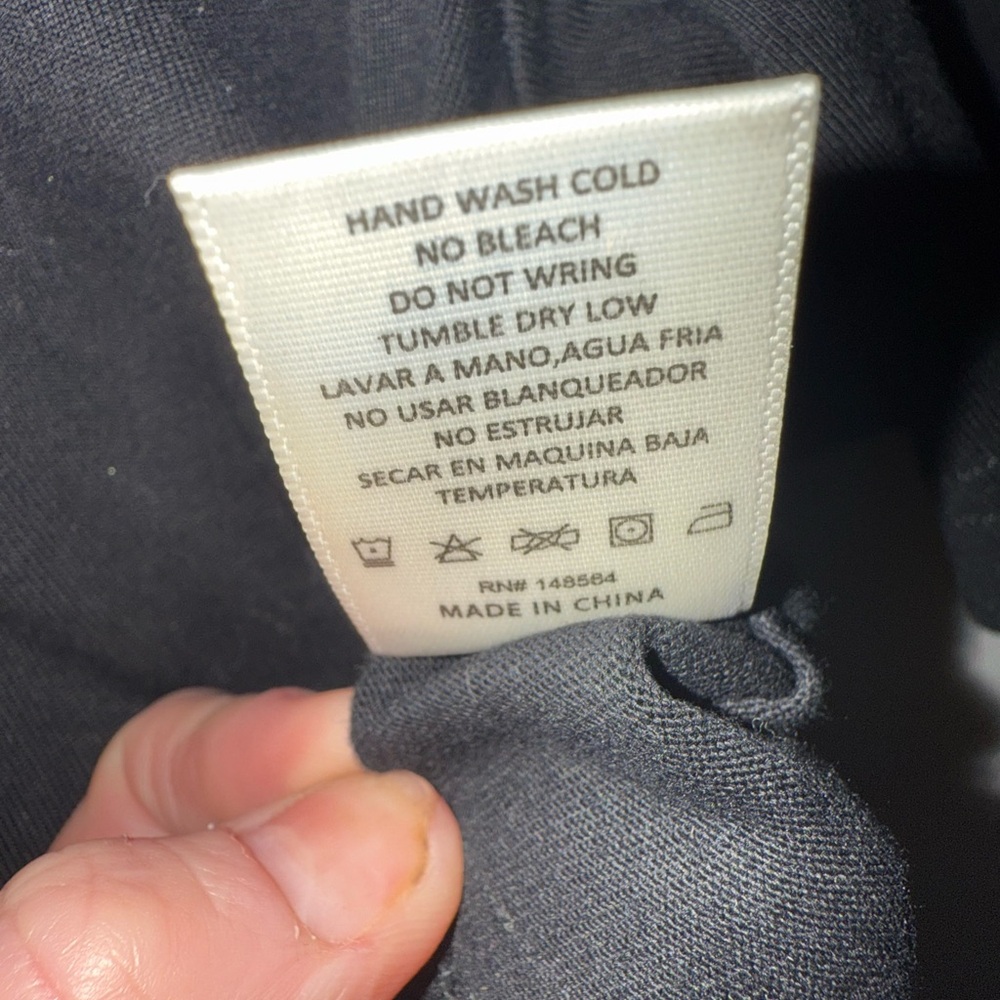 HAND WASH COLD
NO BLEACH
DO NOT WRING
TUMBLE DRY LOW
LAVAR A MANO,AGUA FRIA
NO USAR BLANQUEADOR
NO ESTRUJAR
SECAR EN MAQUINA BAJA
TEMPERATURA
RN# 148564
MADE IN CHINA